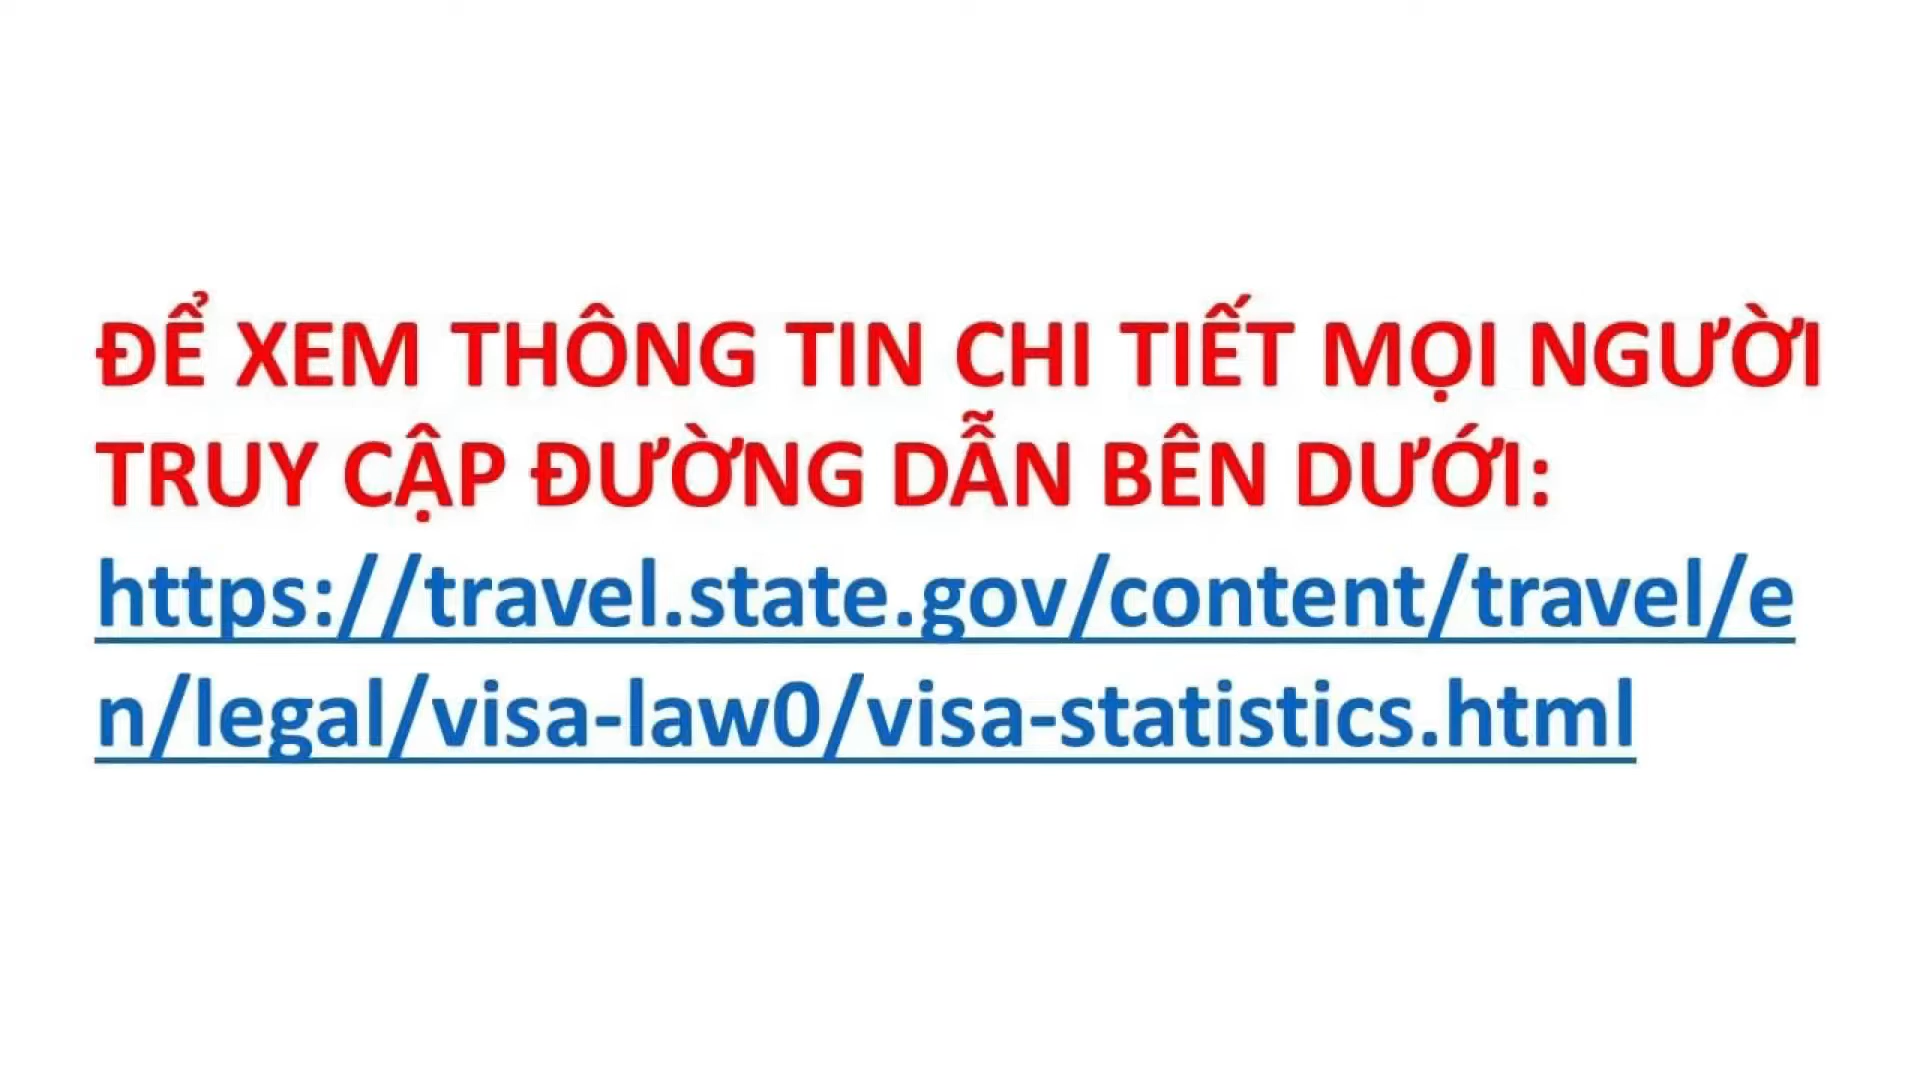 ĐỂ XEM THÔNG TIN CHI TIẾT MỌI NGƯỜI
TRUY CẬP ĐƯỜNG DẪN BÊN DƯỚI:
https://travel.state.gov/content/travel/e
n/legal/visa-law0/visa-statistics.html